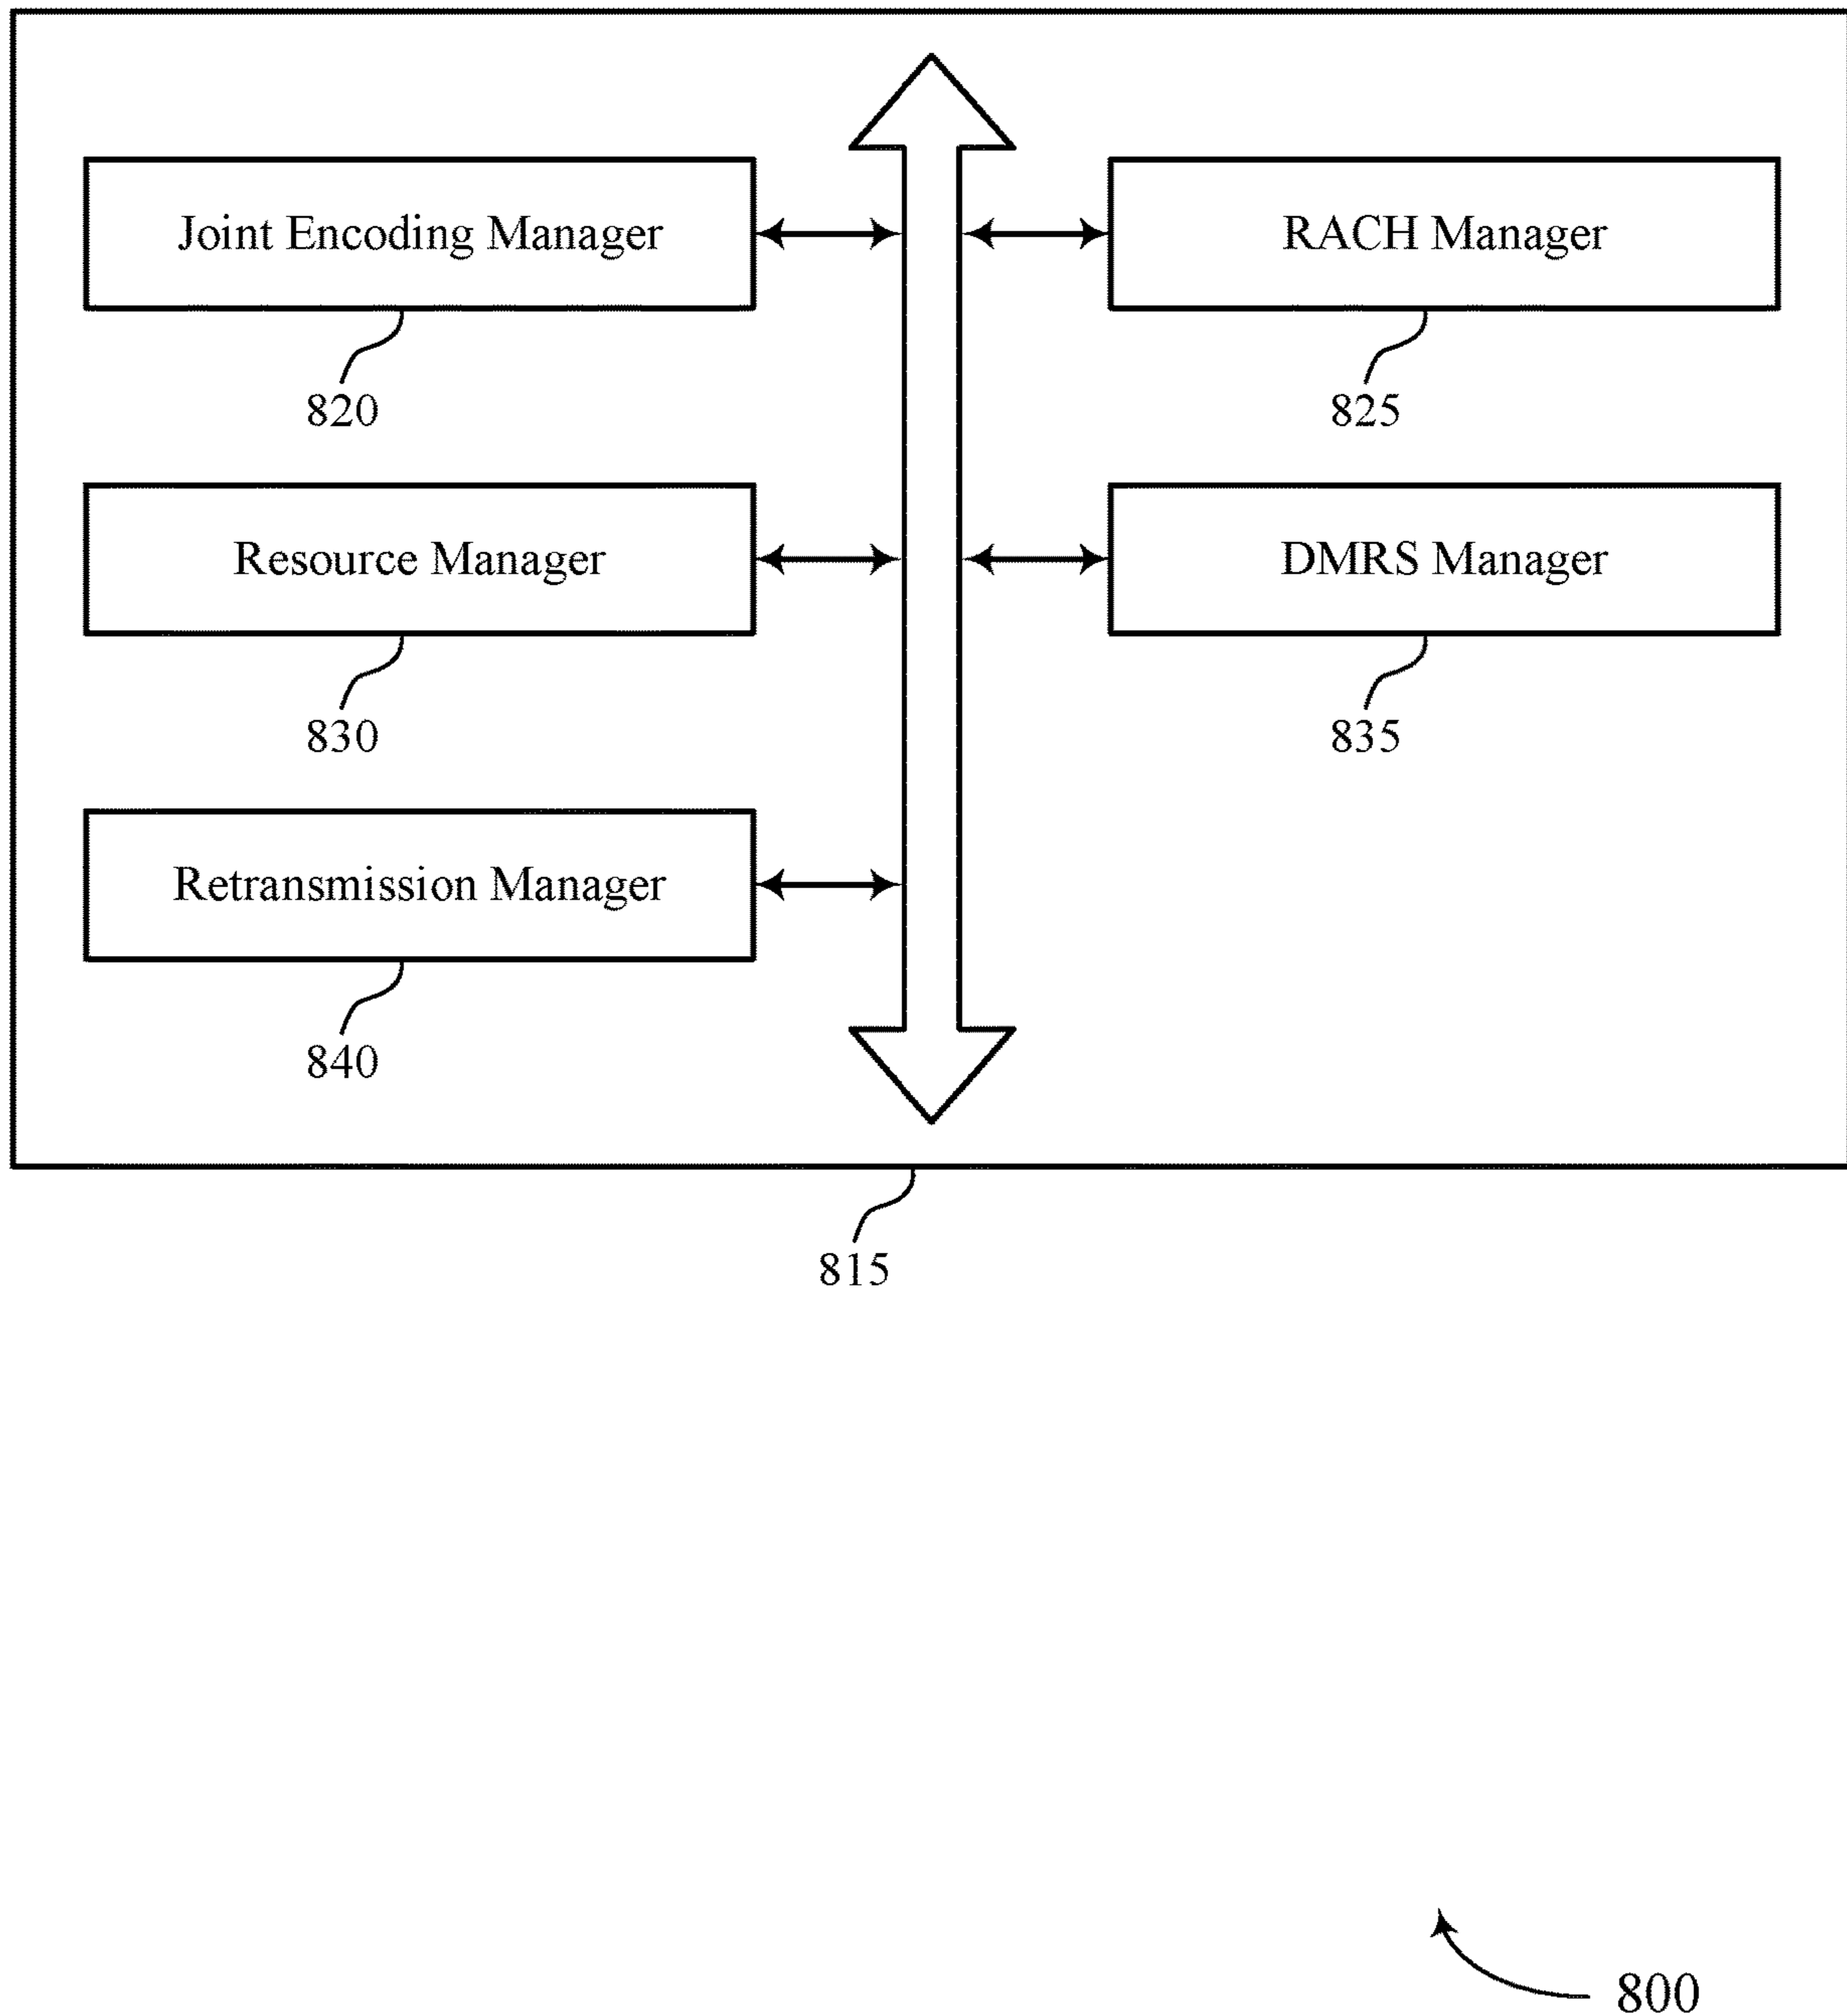 Joint Encoding Manager
RACH Manager
820
825
Resource Manager
DMRS Manager
830
835
Retransmission Manager
840
815
800